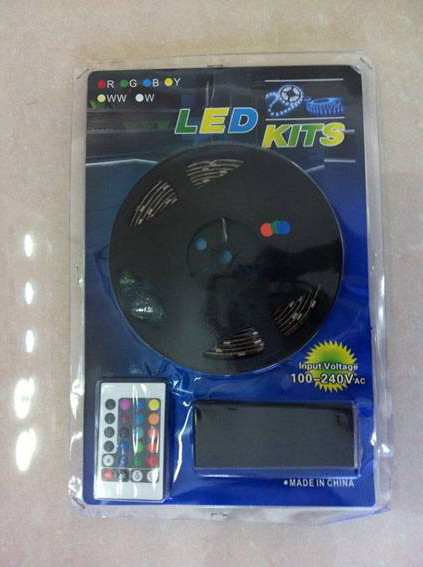 R G B Y
WW W
LED
KITS
Input Voltage
100-240V AC
MADE IN CHINA